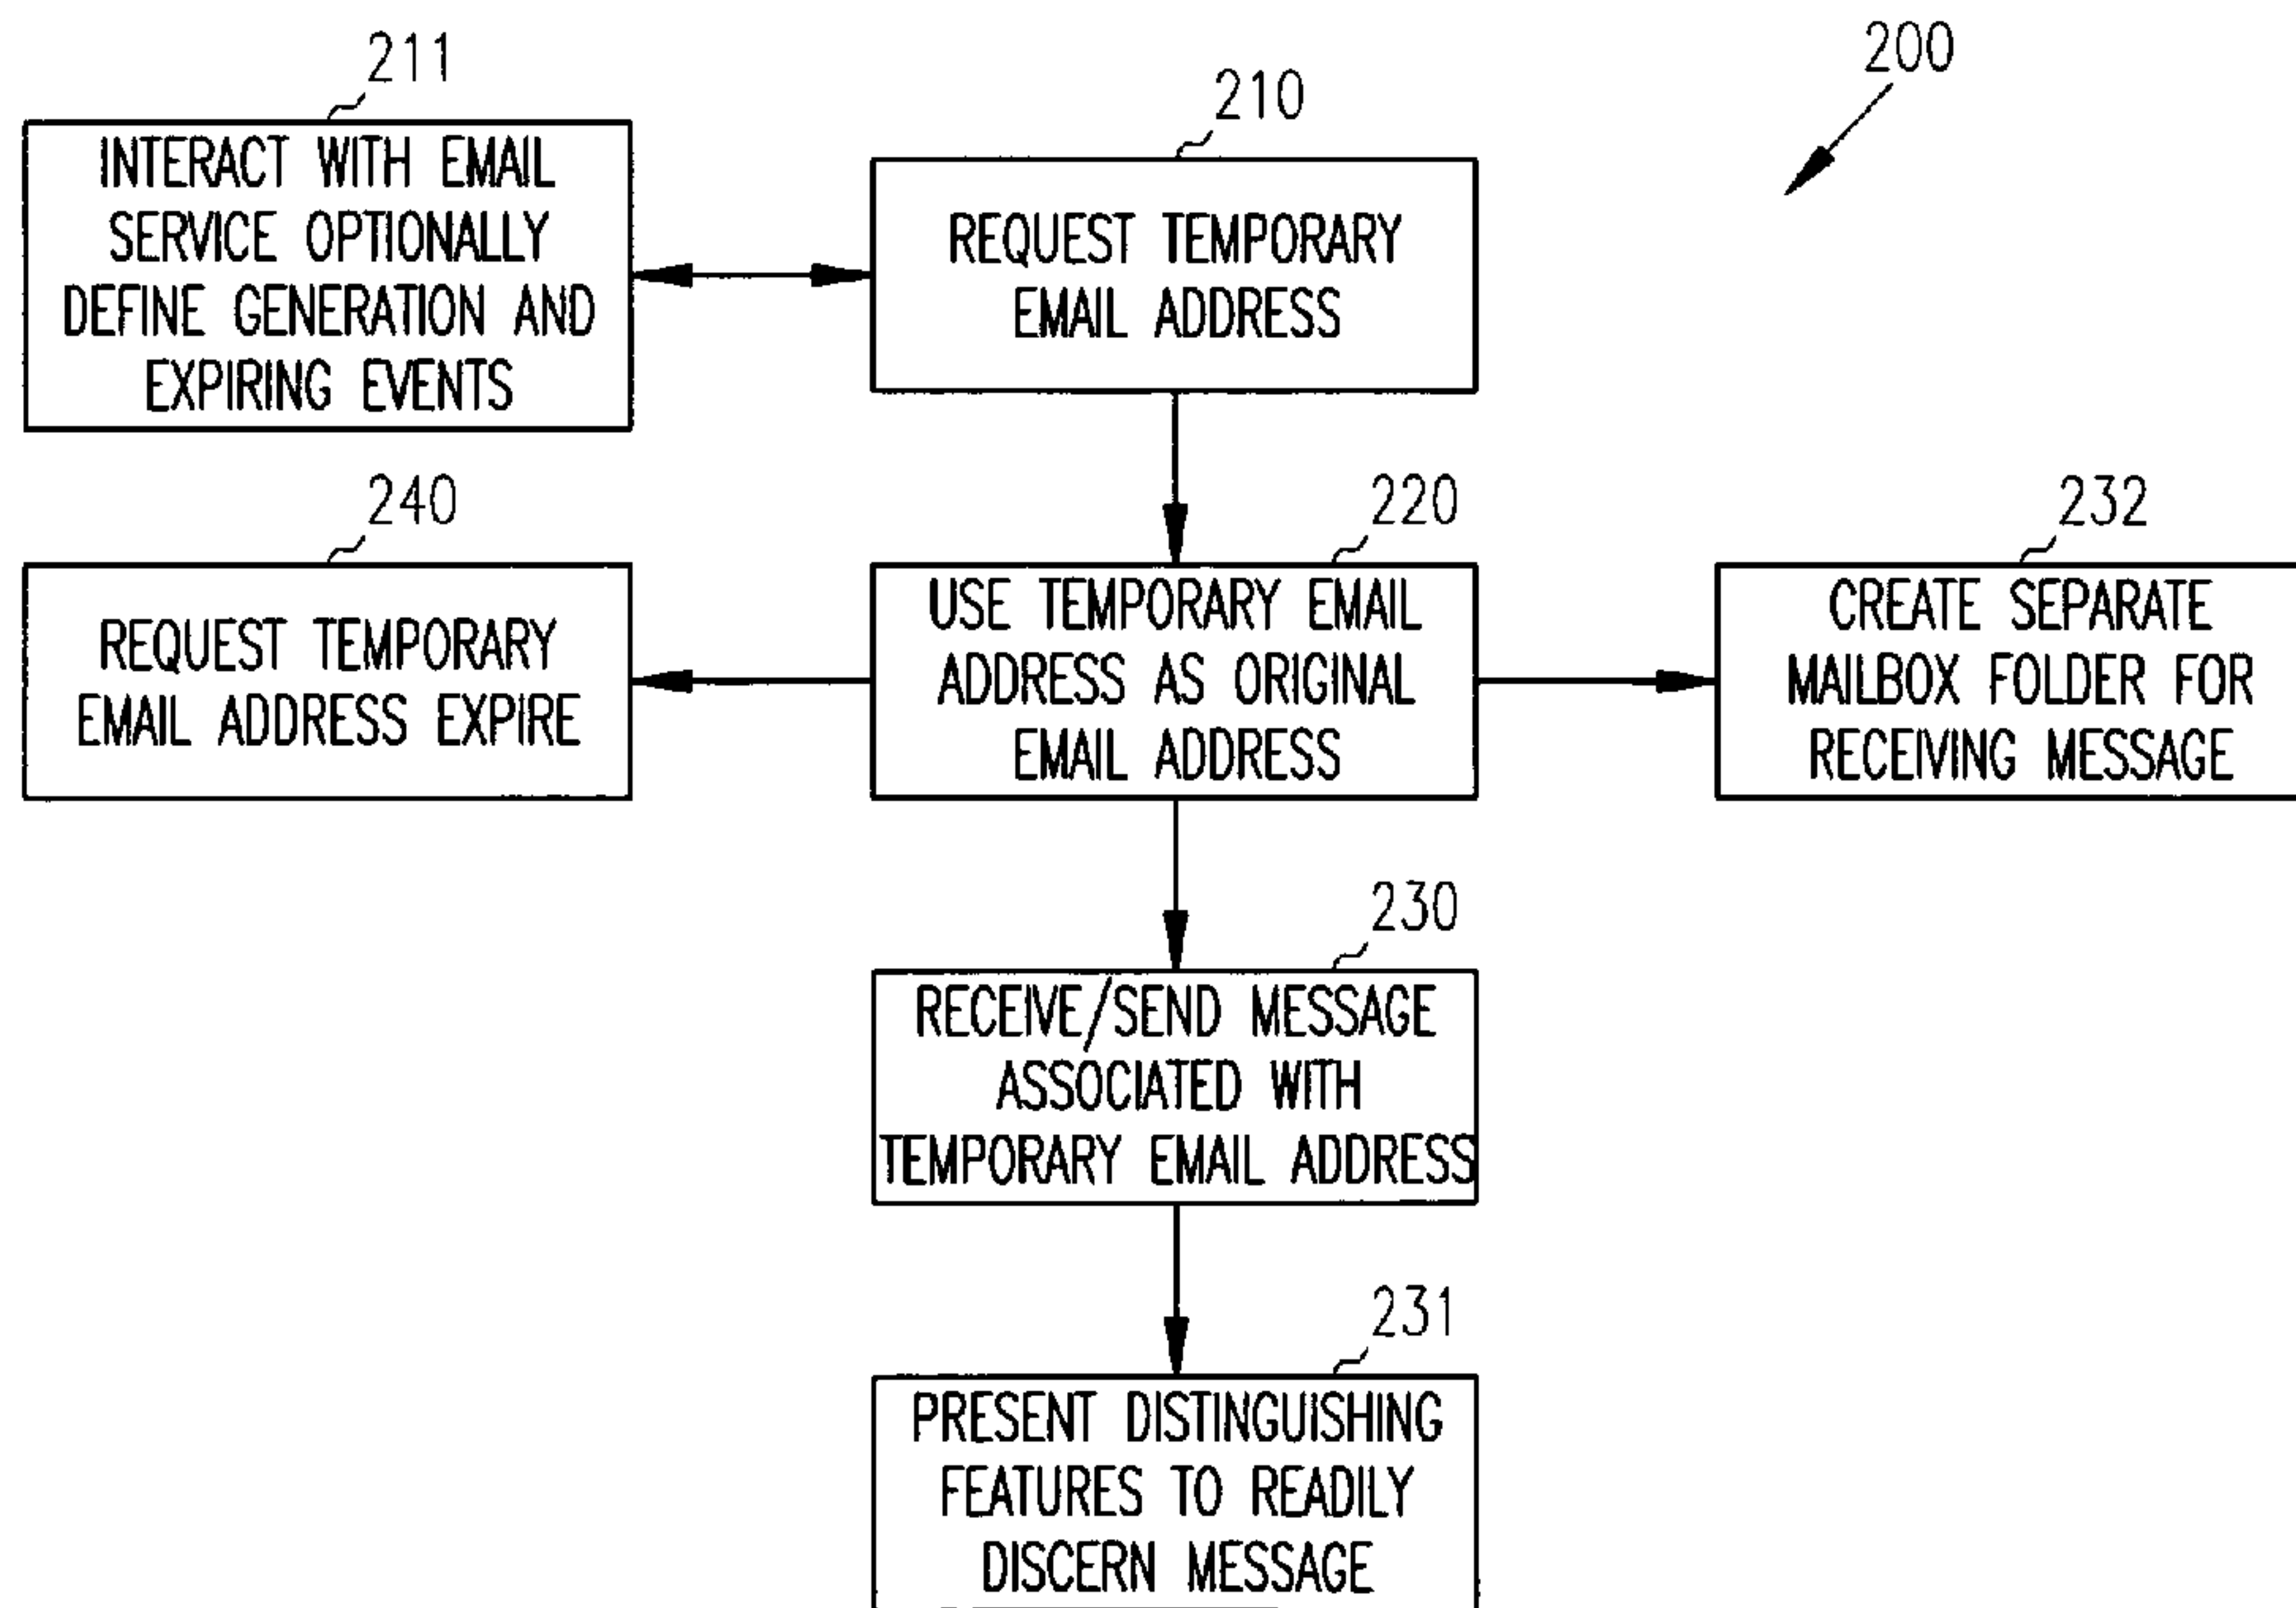 200
211
INTERACT WITH EMAIL
SERVICE OPTIONALLY
DEFINE GENERATION AND
EXPIRING EVENTS
210
REQUEST TEMPORARY
EMAIL ADDRESS
240
REQUEST TEMPORARY
EMAIL ADDRESS EXPIRE
220
USE TEMPORARY EMAIL
ADDRESS AS ORIGINAL
EMAIL ADDRESS
232
CREATE SEPARATE
MAILBOX FOLDER FOR
RECEIVING MESSAGE
230
RECEIVE/SEND MESSAGE
ASSOCIATED WITH
TEMPORARY EMAIL ADDRESS
231
PRESENT DISTINGUISHING
FEATURES TO READILY
DISCERN MESSAGE